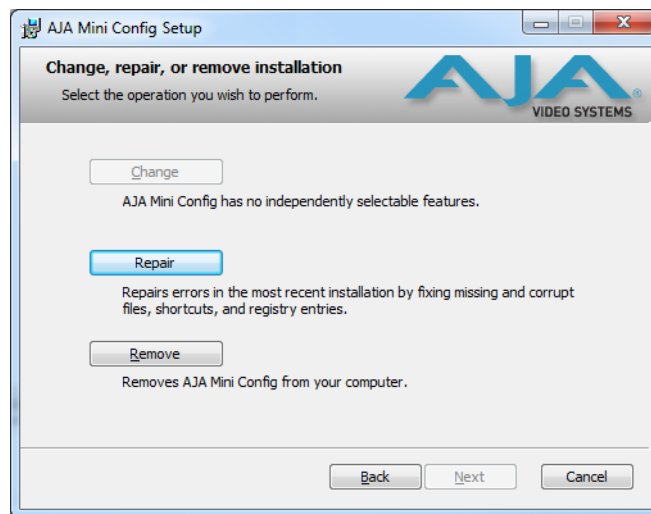 AJA Mini Config Setup
Change, repair, or remove installation
Select the operation you wish to perform.
AJA®
VIDEO SYSTEMS
Change
AJA Mini Config has no independently selectable features.
Repair
Repairs errors in the most recent installation by fixing missing and corrupt
files, shortcuts, and registry entries.
Remove
Removes AJA Mini Config from your computer.
Back
Next
Cancel